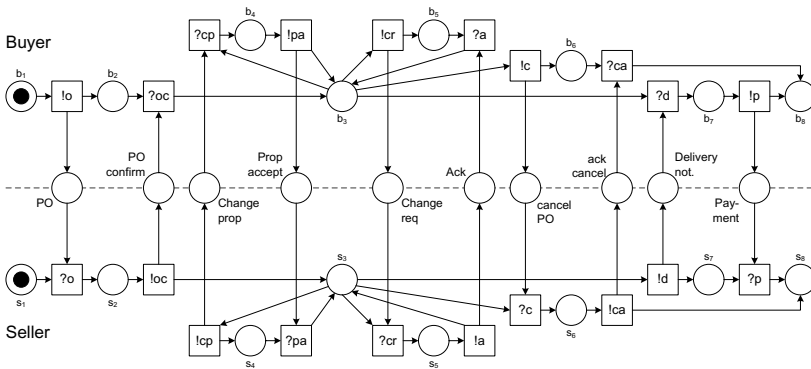 b4 b5
?cp !pa !cr ?a
Buyer
b6
!c ?ca
b1 b2
!o ?oc ?d !p
b3 b7 b8
PO confirm
Prop accept
Ack
ack cancel
Delivery not.
PO
Change prop
Change req
cancel PO
Pay-
ment
s3 s7 s8
?o !oc !d ?p
s1 s2
?c !ca
s6
Seller
!cp ?pa ?cr !a
s4 s5